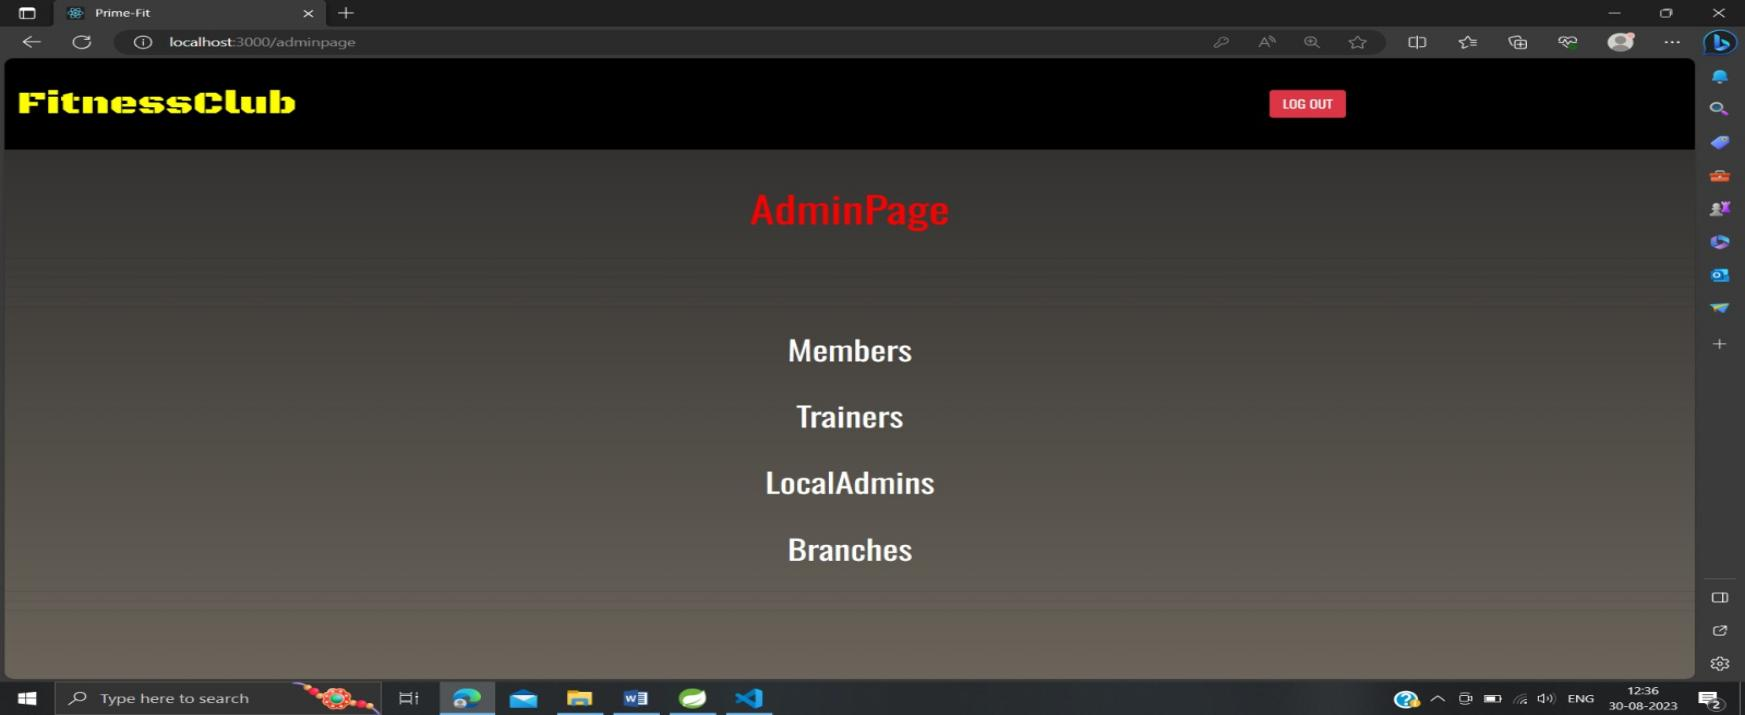 Prime-Fit
localhost:3000/adminpage
FitnessClub
LOG OUT
AdminPage
Members
Trainers
LocalAdmins
Branches
Type here to search
ENG
12:36
30-08-2023
2